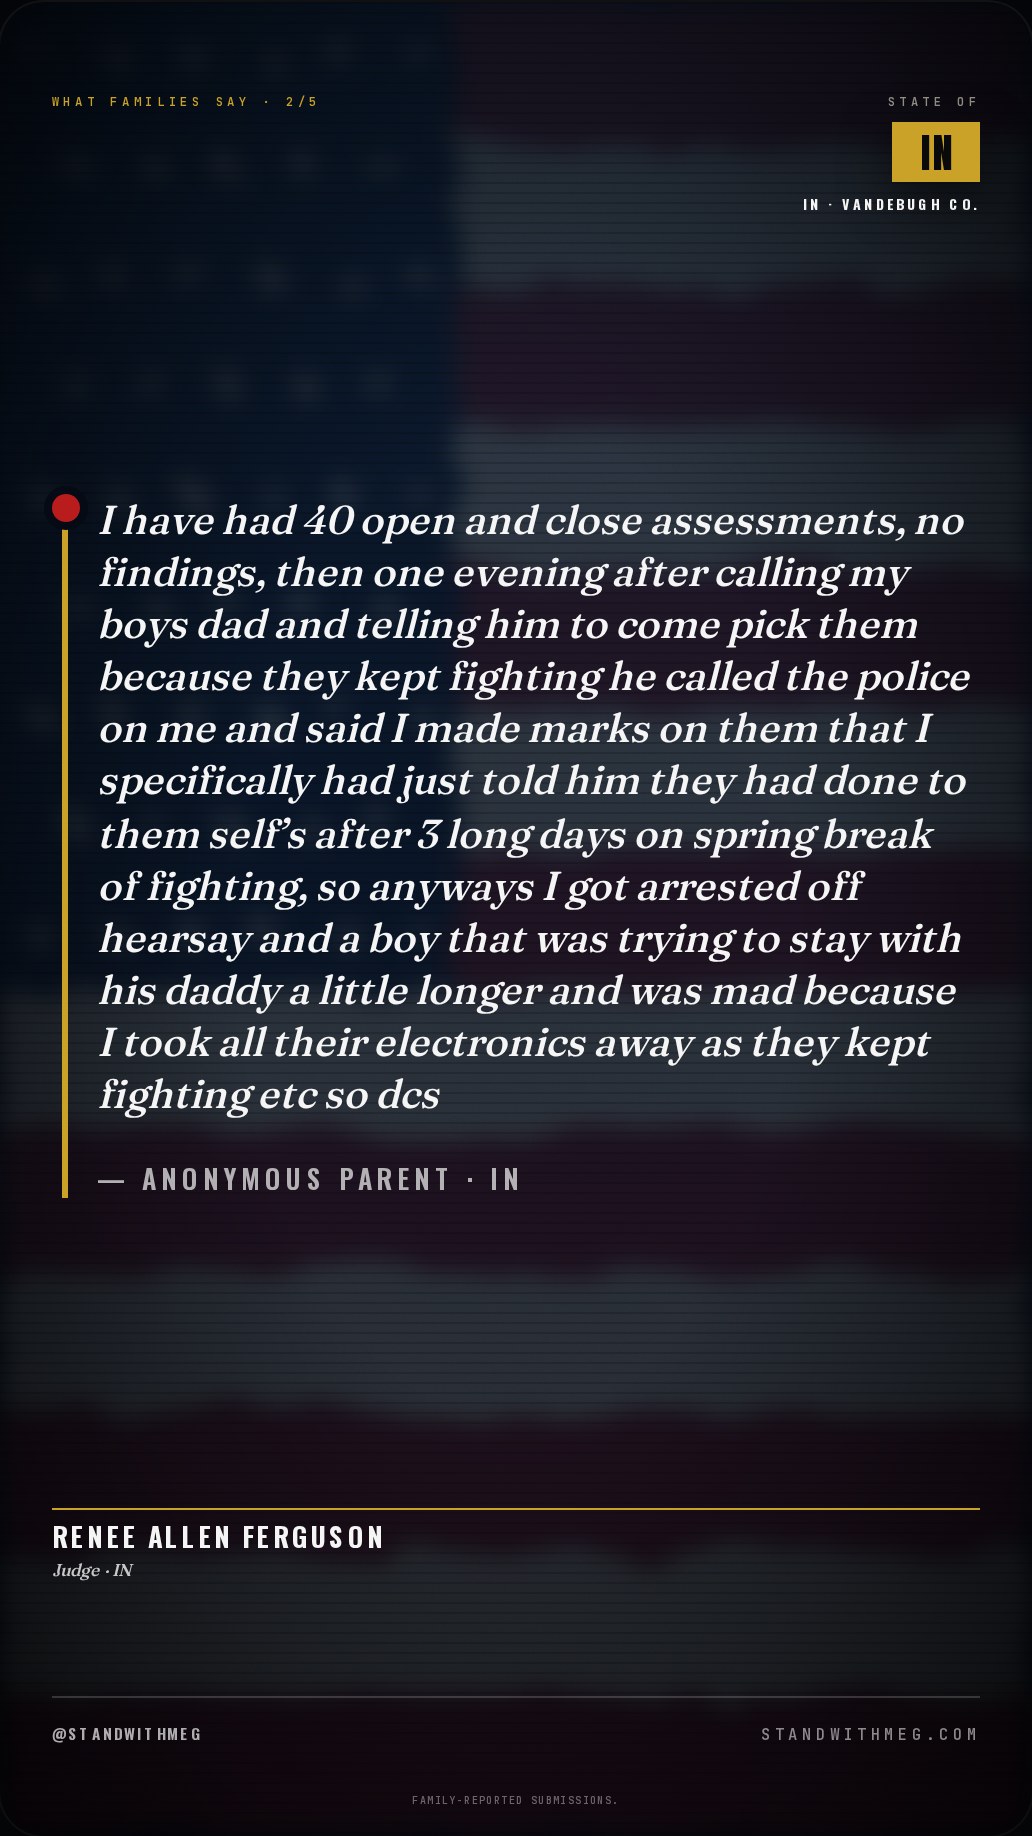 WHAT FAMILIES SAY · 2/5
STATE OF
IN
IN · VANDEBUGH CO.
I have had 40 open and close assessments, no
findings, then one evening after calling my
boys dad and telling him to come pick them
because they kept fighting he called the police
on me and said I made marks on them that I
specifically had just told him they had done to
them self’s after 3 long days on spring break
of fighting, so anyways I got arrested off
hearsay and a boy that was trying to stay with
his daddy a little longer and was mad because
I took all their electronics away as they kept
fighting etc so dcs
— ANONYMOUS PARENT · IN
RENEE ALLEN FERGUSON
Judge · IN
@STANDWITHMEG
STANDWITHMEG.COM
FAMILY-REPORTED SUBMISSIONS.